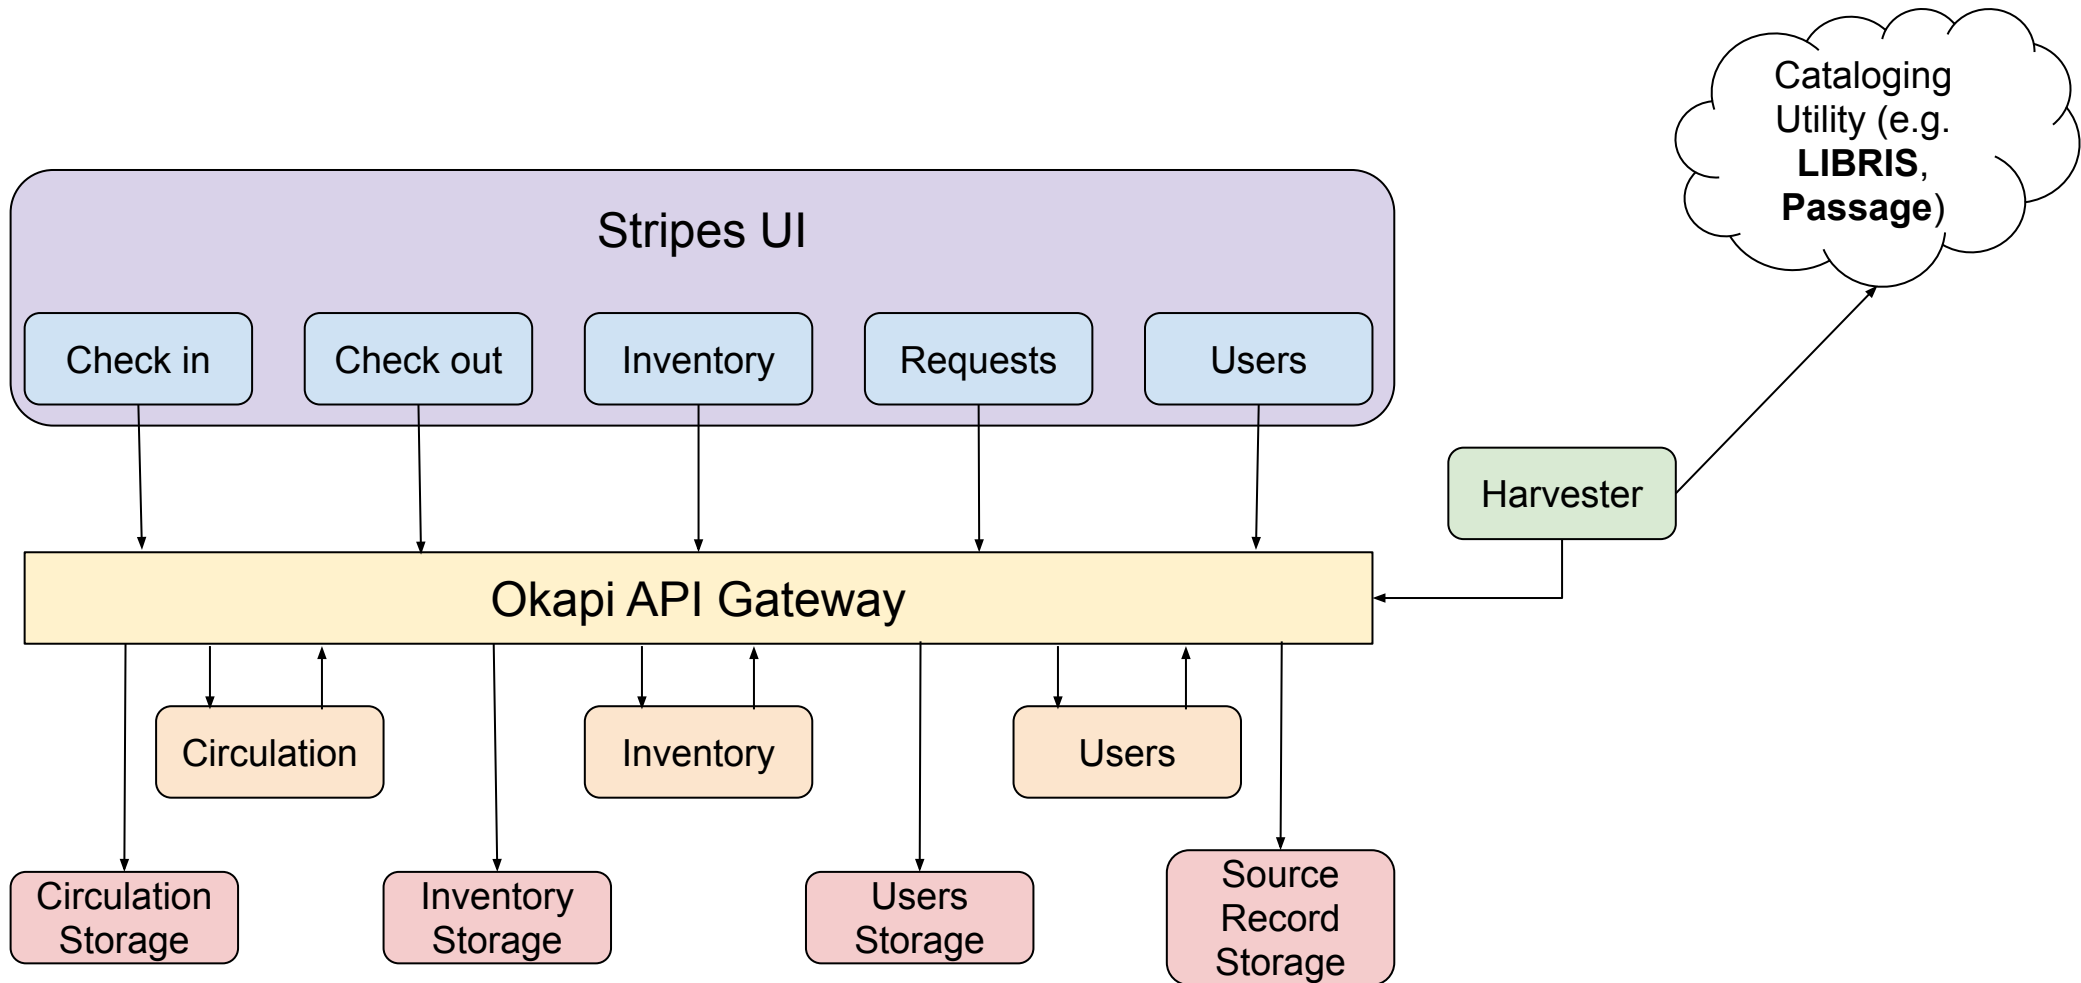 Cataloging
Utility (e.g.
LIBRIS,
Passage)
Stripes UI
Check in
Check out
Inventory
Requests
Users
Harvester
Okapi API Gateway
Circulation
Inventory
Users
Circulation
Storage
Inventory
Storage
Users
Storage
Source
Record
Storage